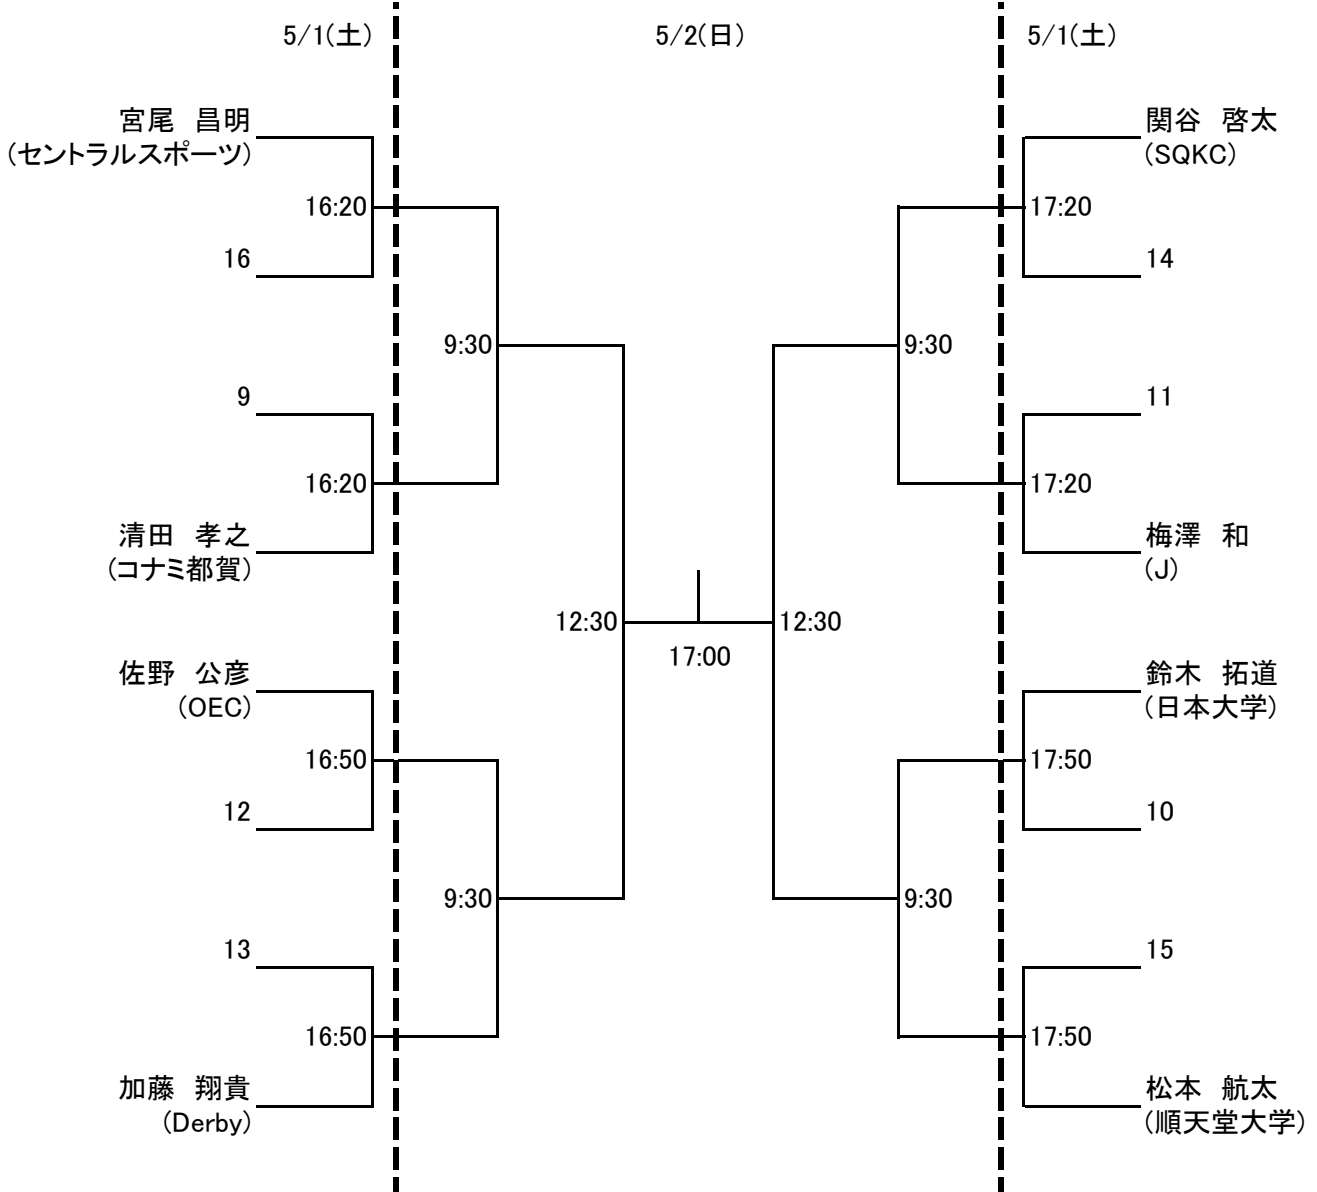 5/1(土)
5/2(日)
5/1(土)
宮尾　昌明
(セントラルスポーツ)
16:20
16
9:30
9
16:20
清田　孝之
(コナミ都賀)
12:30
佐野　公彦
(OEC)
16:50
12
9:30
13
16:50
加藤　翔貴
(Derby)
17:00
関谷　啓太
(SQKC)
17:20
14
9:30
11
17:20
梅澤　和
(J)
12:30
鈴木　拓道
(日本大学)
17:50
10
9:30
15
17:50
松本　航太
(順天堂大学)